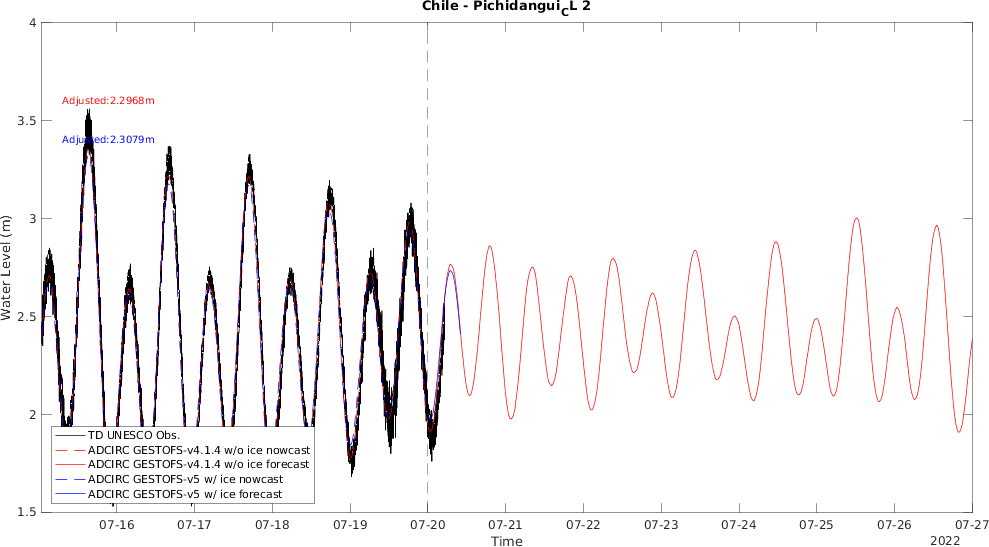 Chile - Pichidangui_CL 2
4
3.5
3
2.5
2
1.5
Water Level (m)
Adjusted:2.2968m
Adjusted:2.3079m
TD UNESCO Obs.
ADCIRC GESTOFS-v4.1.4 w/o ice nowcast
ADCIRC GESTOFS-v4.1.4 w/o ice forecast
ADCIRC GESTOFS-v5 w/ ice nowcast
ADCIRC GESTOFS-v5 w/ ice forecast
07-16 07-17 07-18 07-19 07-20 07-21 07-22 07-23 07-24 07-25 07-26 07-27
Time
2022